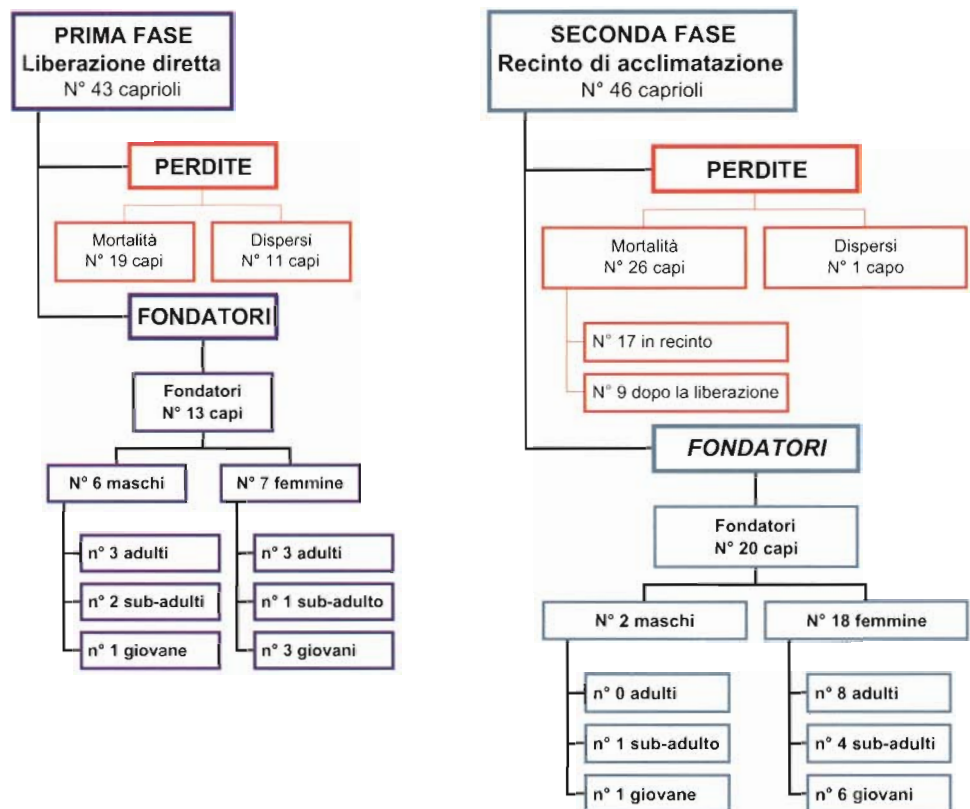 PRIMA FASE
Liberazione diretta
N° 43 caprioli
PERDITE
Mortalità
N° 19 capi
Dispersi
N° 11 capi
FONDATORI
Fondatori
N° 13 capi
N° 6 maschi
N° 7 femmine
n° 3 adulti
n° 2 sub-adulti
n° 1 giovane
n° 3 adulti
n° 1 sub-adulto
n° 3 giovani
SECONDA FASE
Recinto di acclimatazione
N° 46 caprioli
PERDITE
Mortalità
N° 26 capi
Dispersi
N° 1 capo
N° 17 in recinto
N° 9 dopo la liberazione
FONDATORI
Fondatori
N° 20 capi
N° 2 maschi
N° 18 femmine
n° 0 adulti
n° 1 sub-adulto
n° 1 giovane
n° 8 adulti
n° 4 sub-adulti
n° 6 giovani